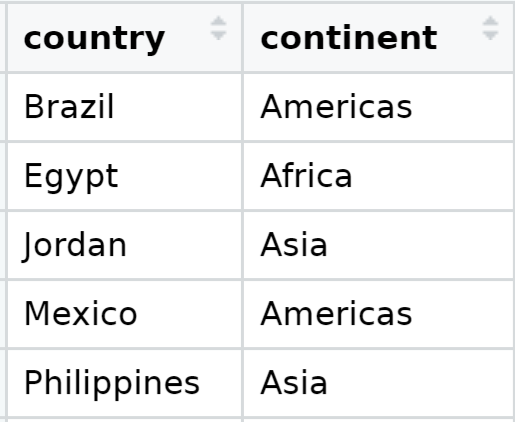 country continent
Brazil Americas
Egypt Africa
Jordan Asia
Mexico Americas
Philippines Asia